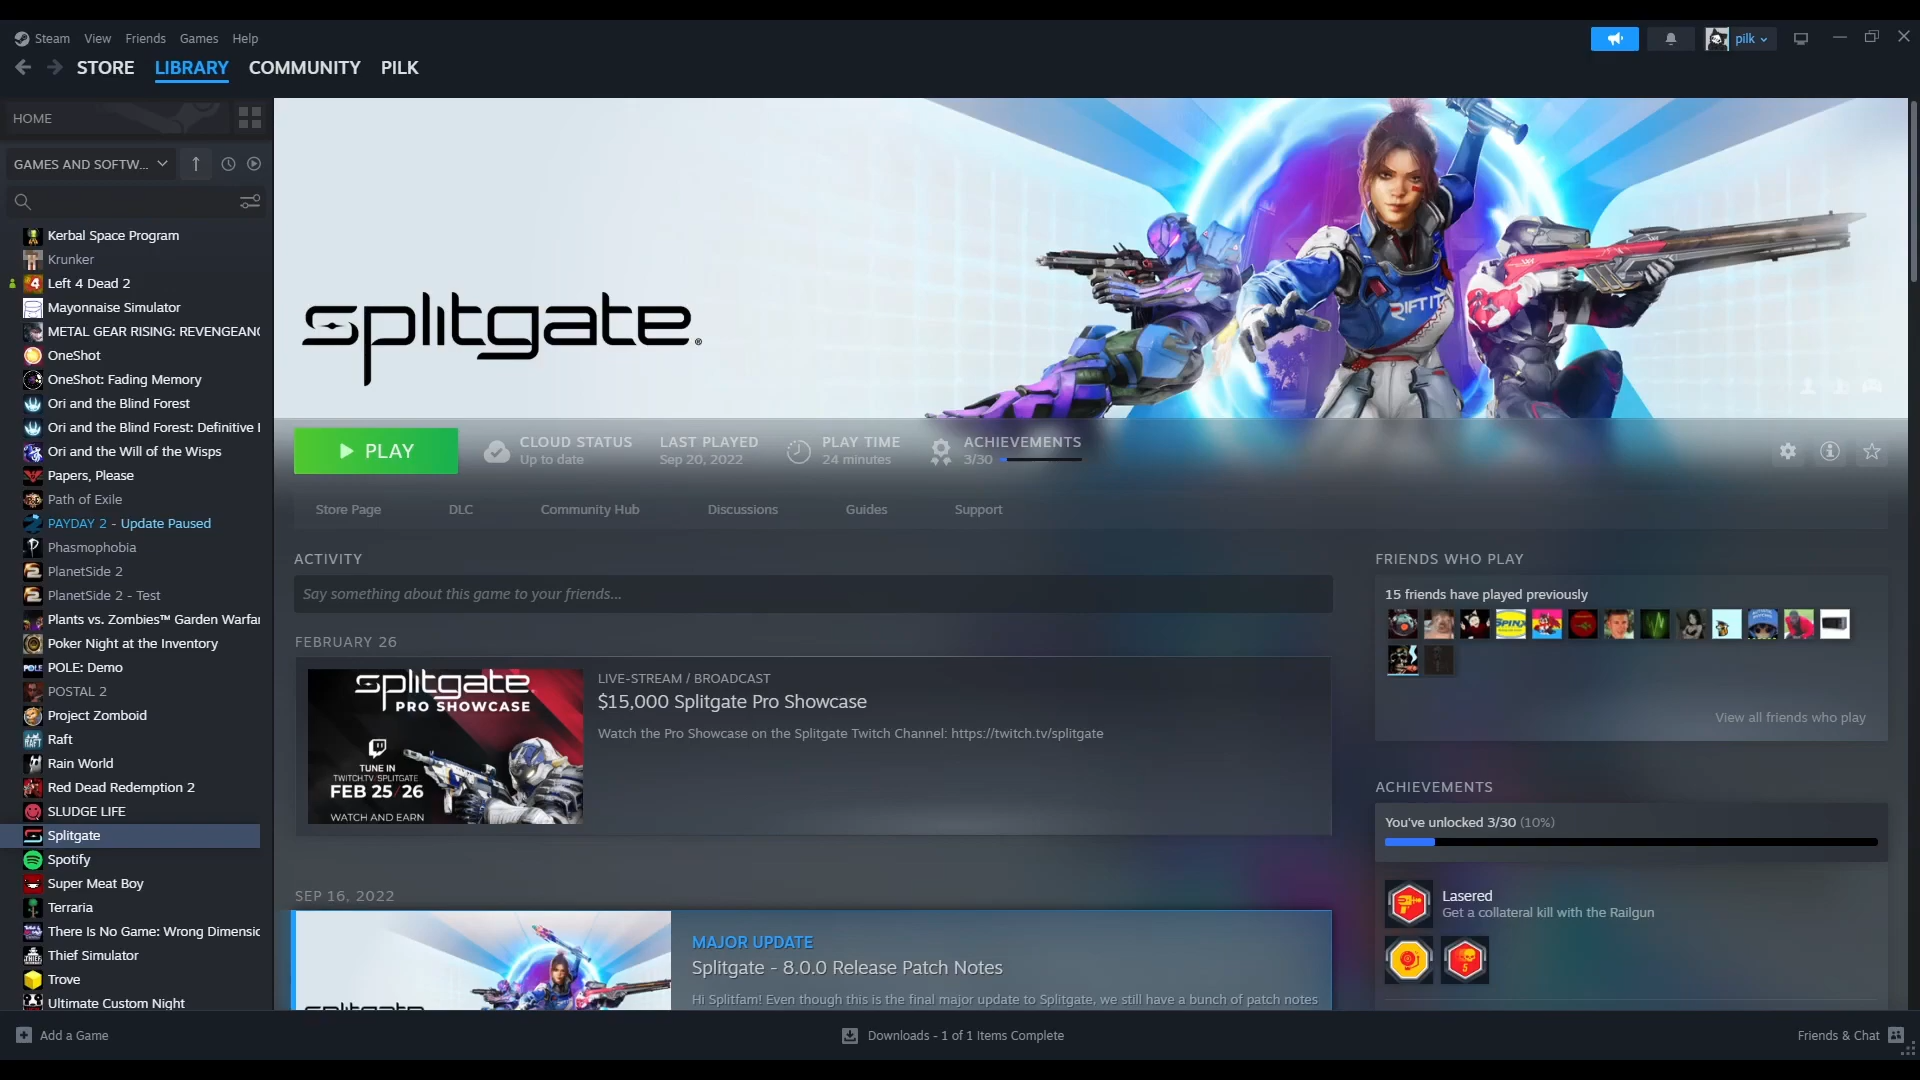 Steam View Friends Games Help
pilk
STORE LIBRARY COMMUNITY PILK
HOME
GAMES AND SOFTW...
Kerbal Space Program
Krunker
Left 4 Dead 2
Mayonnaise Simulator
METAL GEAR RISING: REVENGEANC
OneShot
OneShot: Fading Memory
Ori and the Blind Forest
Ori and the Blind Forest: Definitive I
Ori and the Will of the Wisps
Papers, Please
Path of Exile
PAYDAY 2 - Update Paused
Phasmophobia
PlanetSide 2
PlanetSide 2 - Test
Plants vs. Zombies™ Garden Warfar
Poker Night at the Inventory
POLE: Demo
POSTAL 2
Project Zomboid
Raft
Rain World
Red Dead Redemption 2
SLUDGE LIFE
Splitgate
Spotify
Super Meat Boy
Terraria
There Is No Game: Wrong Dimensic
Thief Simulator
Trove
Ultimate Custom Night
splitgate®
RIFT IT
PLAY
CLOUD STATUS
Up to date
LAST PLAYED
Sep 20, 2022
PLAY TIME
24 minutes
ACHIEVEMENTS
3/30
Store Page DLC Community Hub Discussions Guides Support
ACTIVITY
Say something about this game to your friends...
FEBRUARY 26
splitgate
PRO SHOWCASE
TUNE IN
TWITCH.TV/SPLITGATE
FEB 25/26
WATCH AND EARN
LIVE-STREAM / BROADCAST
$15,000 Splitgate Pro Showcase
Watch the Pro Showcase on the Splitgate Twitch Channel: https://twitch.tv/splitgate
SEP 16, 2022
MAJOR UPDATE
Splitgate - 8.0.0 Release Patch Notes
Hi Splitfam! Even though this is the final major update to Splitgate, we still have a bunch of patch notes
FRIENDS WHO PLAY
15 friends have played previously
SPINX
View all friends who play
ACHIEVEMENTS
You've unlocked 3/30 (10%)
Lasered
Get a collateral kill with the Railgun
5
Add a Game
Downloads - 1 of 1 Items Complete
Friends & Chat